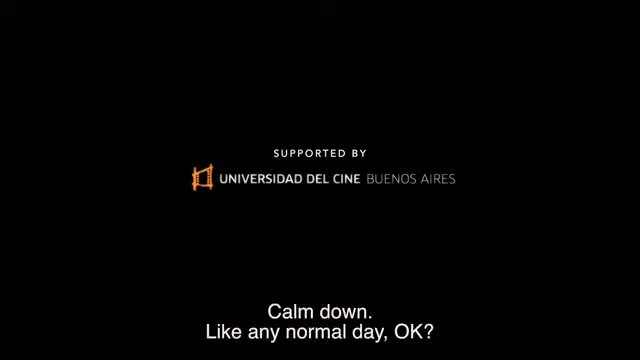 SUPPORTED BY
UNIVERSIDAD DEL CINE BUENOS AIRES
Calm down.
Like any normal day, OK?